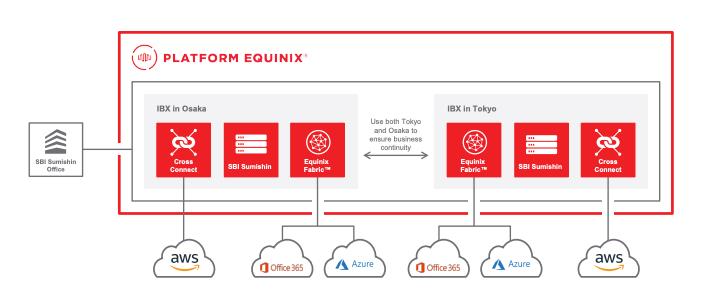 PLATFORM EQUINIX®
IBX in Osaka
IBX in Tokyo
Use both Tokyo
and Osaka to
ensure business
continuity
Cross
Connect
SBI Sumishin
Equinix
Fabric™
Equinix
Fabric™
SBI Sumishin
Cross
Connect
SBI Sumishin
Office
aws
Office 365
Azure
Office 365
Azure
aws